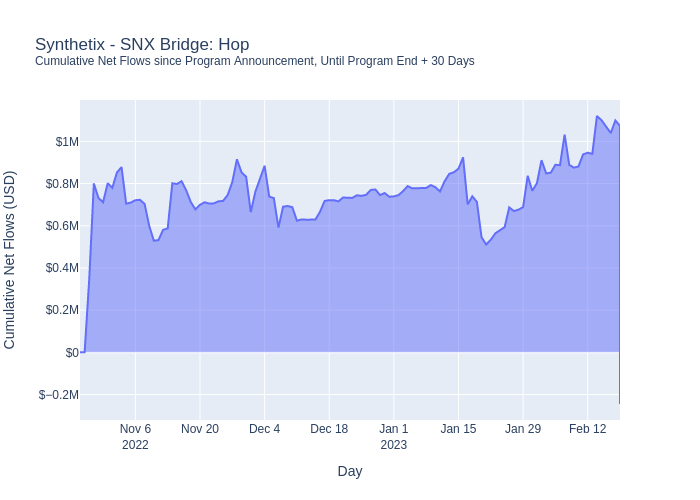 Synthetix - SNX Bridge: Hop
Cumulative Net Flows since Program Announcement, Until Program End + 30 Days
Cumulative Net Flows (USD)
$1M
$0.8M
$0.6M
$0.4M
$0.2M
$0
$−0.2M
Nov 6 Nov 20 Dec 4 Dec 18 Jan 1 Jan 15 Jan 29 Feb 12
2022 2023
Day